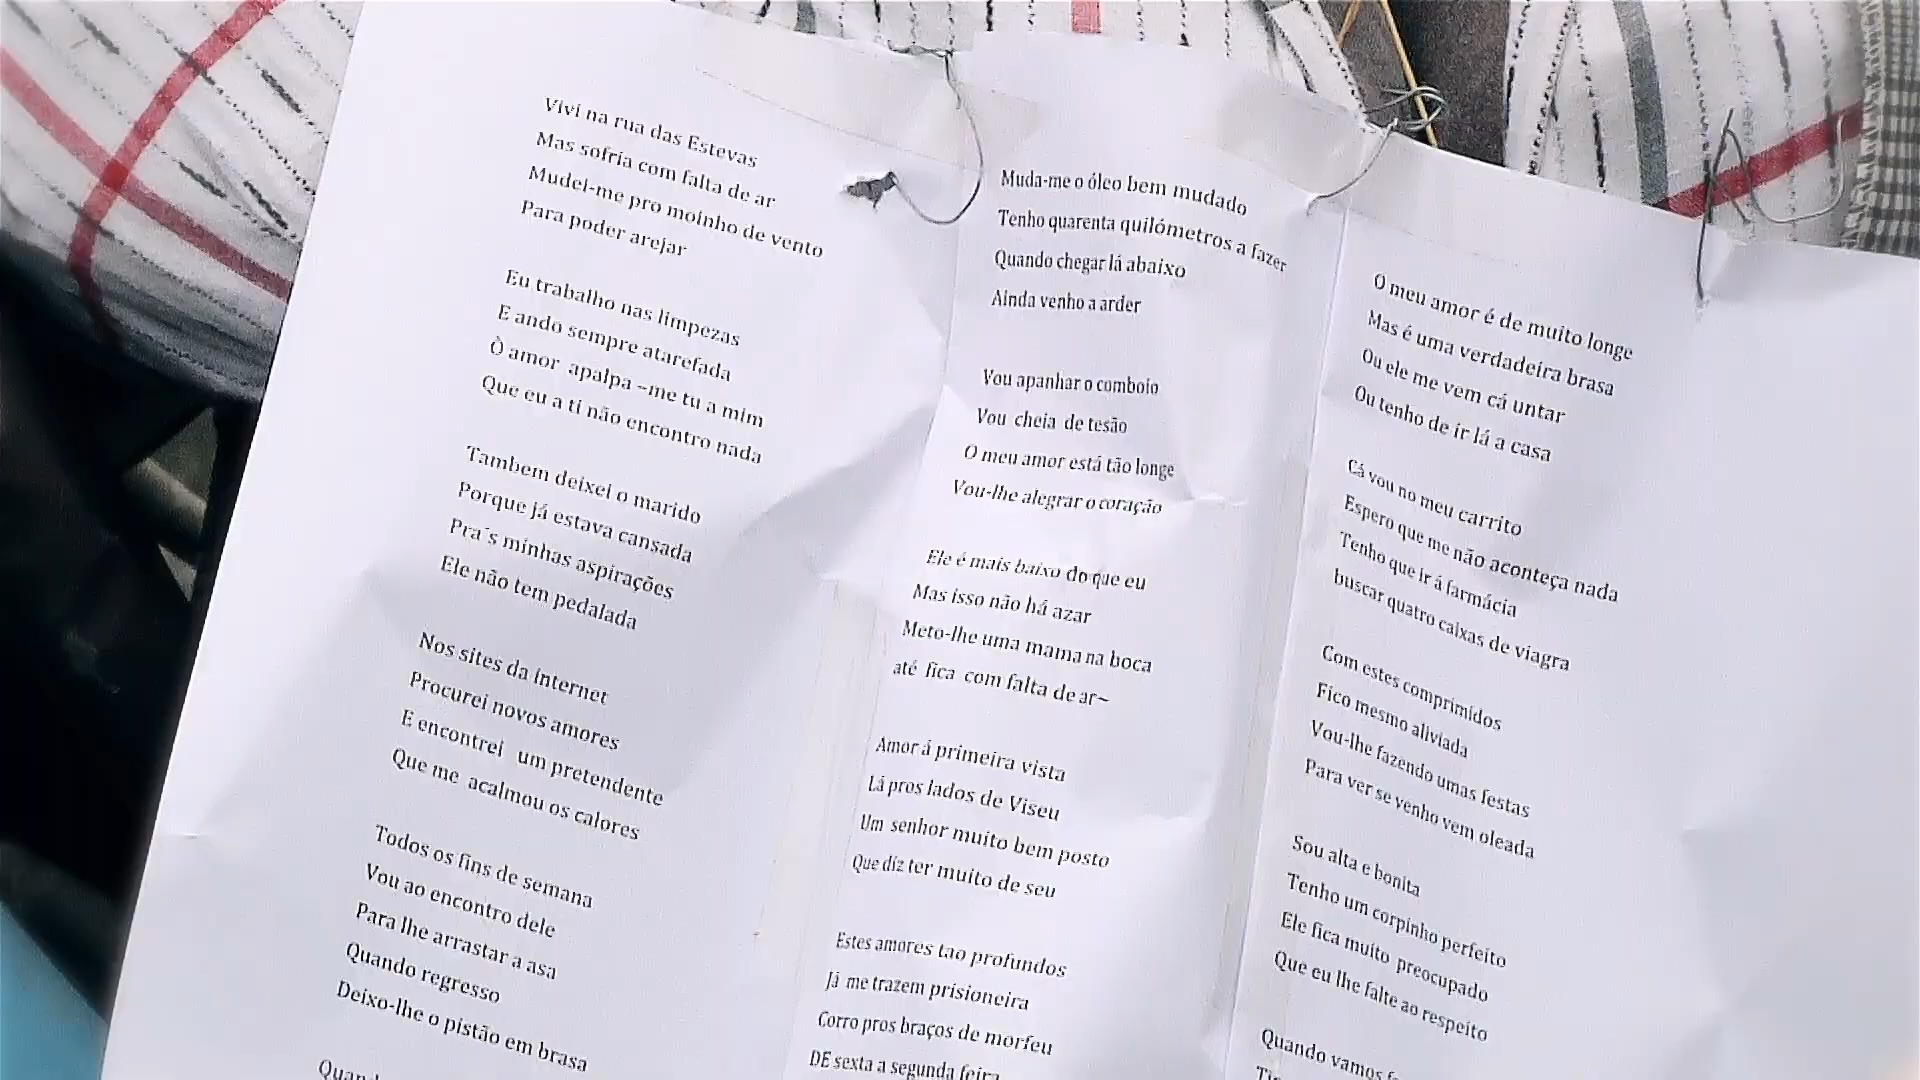 Vivi na rua das Estevas
Mas sofria com falta de ar
Mudei-me pro moinho de vento
Para poder arejar
Eu trabalho nas limpezas
E ando sempre atarefada
Ò amor apalpa –me tu a mim
Que eu a ti não encontro nada
Tambem deixei o marido
Porque já estava cansada
Pra´s minhas aspirações
Ele não tem pedalada
Nos sites da internet
Procurei novos amores
E encontrei um pretendente
Que me acalmou os calores
Todos os fins de semana
Vou ao encontro dele
Para lhe arrastar a asa
Quando regresso
Deixo-lhe o pistão em brasa
Muda-me o óleo bem mudado
Tenho quarenta quilómetros a fazer
Quando chegar lá abaixo
Ainda venho a arder
Vou apanhar o comboio
Vou cheia de tesão
O meu amor está tão longe
Vou-lhe alegrar o coração
Ele é mais baixo do que eu
Mas isso não há azar
Meto-lhe uma mama na boca
até fica com falta de ar~
Amor á primeira vista
Lá pros lados de Viseu
Um senhor muito bem posto
Que diz ter muito de seu
Estes amores tao profundos
Já me trazem prisioneira
Corro pros braços de morfeu
DE sexta a segunda feira
O meu amor é de muito longe
Mas é uma verdadeira brasa
Ou ele me vem cá untar
Ou tenho de ir lá a casa
Cá vou no meu carrito
Espero que me não aconteça nada
Tenho que ir á farmácia
buscar quatro caixas de viagra
Com estes comprimidos
Fico mesmo aliviada
Vou-lhe fazendo umas festas
Para ver se venho vem oleada
Sou alta e bonita
Tenho um corpinho perfeito
Ele fica muito preocupado
Que eu lhe falte ao respeito
Quando vamos